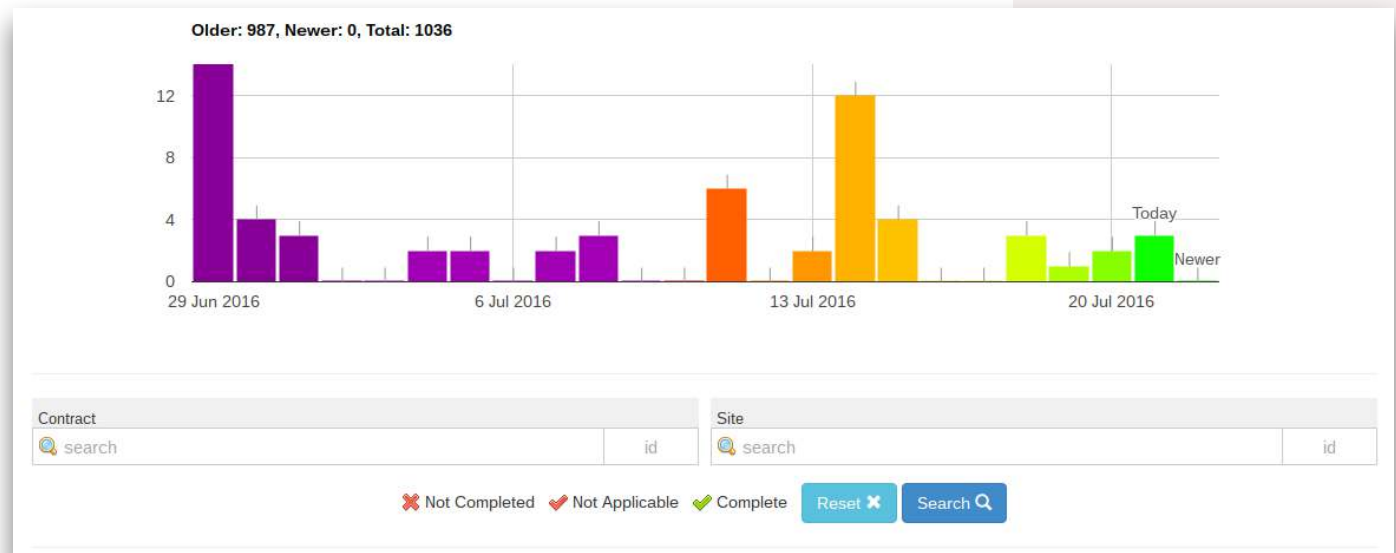 Older: 987, Newer: 0, Total: 1036
12
8
4
0
Today
Newer
29 Jun 2016 6 Jul 2016 13 Jul 2016 20 Jul 2016
Contract Site
search id search id
Not Completed Not Applicable Complete Reset Search